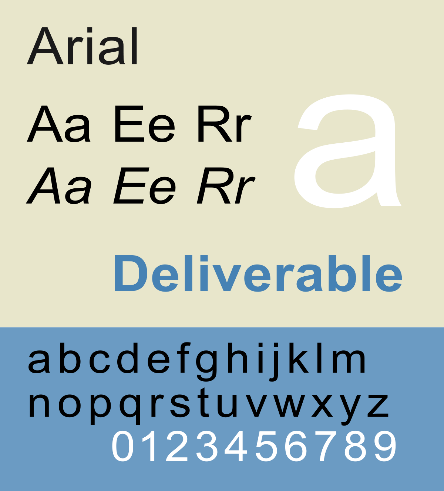 Arial
Aa Ee Rr
a
Aa Ee Rr
Deliverable
abcdefghijklm
nopqrstuvwxyz
0123456789